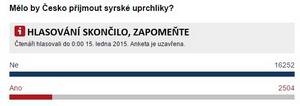 Mělo by Česko přijmout syrské uprchlíky?
HLASOVÁNÍ SKONČILO, ZAPOMEŇTE
Čtenáři hlasovali do 0:00 15. ledna 2015. Anketa je uzavřena.
Ne 16252
Ano 2504